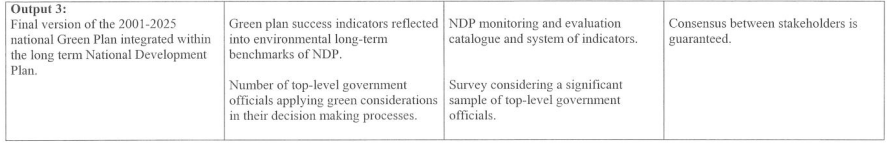 Output 3:
Final version of the 2001-2025
national Green Plan integrated within
the long term National Development
Plan.
Green plan success indicators reflected
into environmental long-term
benchmarks of NDP.
Number of top-level government
officials applying green considerations
in their decision making processes.
NDP monitoring and evaluation
catalogue and system of indicators.
Survey considering a significant
sample of top-level government
officials.
Consensus between stakeholders is
guaranteed.